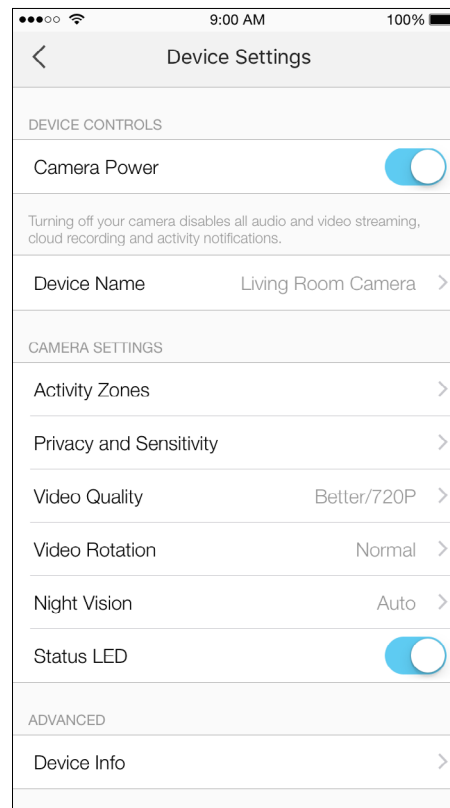 9:00 AM 100%
Device Settings
DEVICE CONTROLS
Camera Power
Turning off your camera disables all audio and video streaming,
cloud recording and activity notifications.
Device Name Living Room Camera
CAMERA SETTINGS
Activity Zones
Privacy and Sensitivity
Video Quality Better/720P
Video Rotation Normal
Night Vision Auto
Status LED
ADVANCED
Device Info